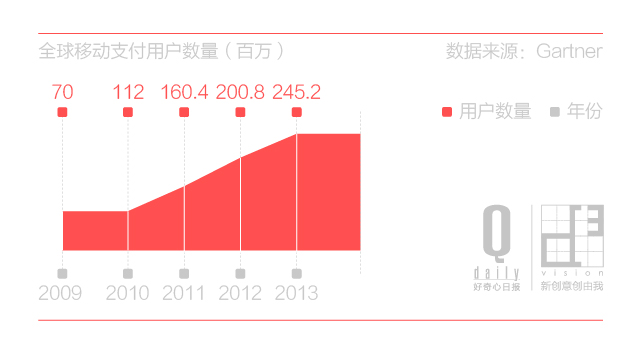 全球移动支付用户数量（百万）
数据来源：Gartner
70 112 160.4 200.8 245.2
用户数量 年份
2009 2010 2011 2012 2013
Q
daily
好奇心日报
vision
新创意创由我